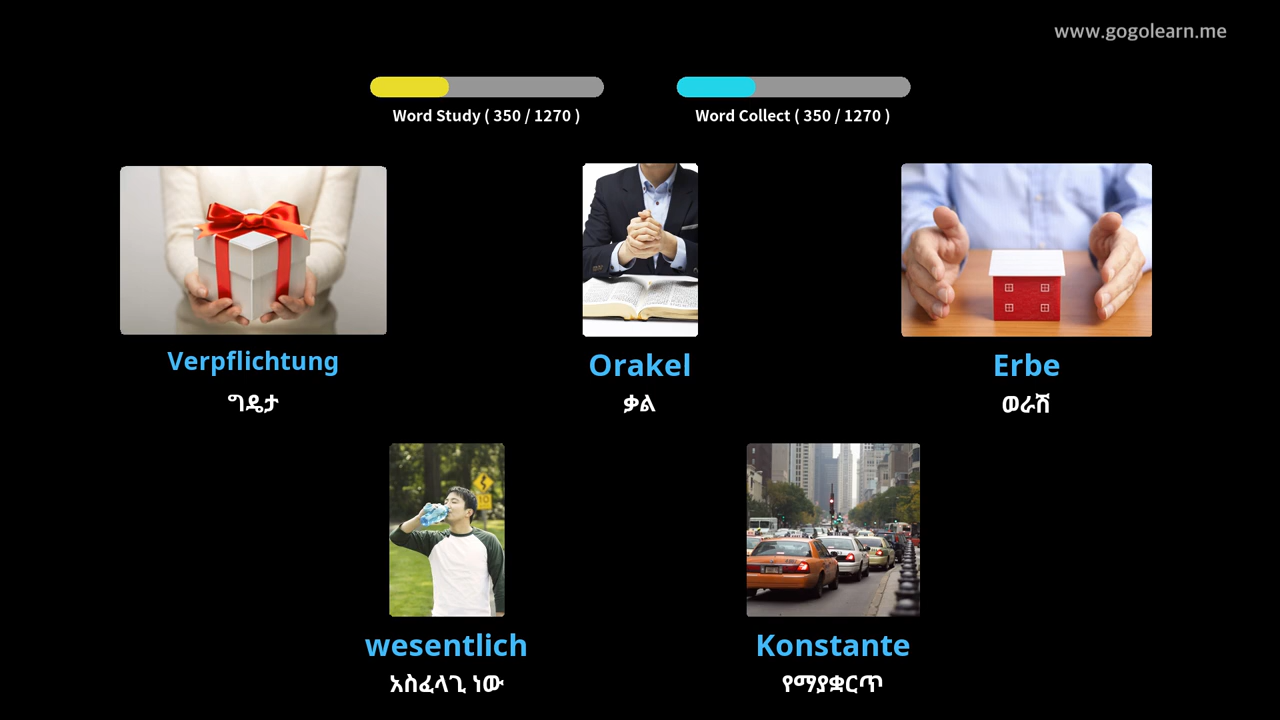 www.gogolearn.me
Word Study ( 350 / 1270 )
Word Collect ( 350 / 1270 )
Verpflichtung
ግዴታ
Orakel
ቃል
Erbe
ወራሽ
10
wesentlich
አስፈላጊ ነው
Konstante
የማያቋርጥ